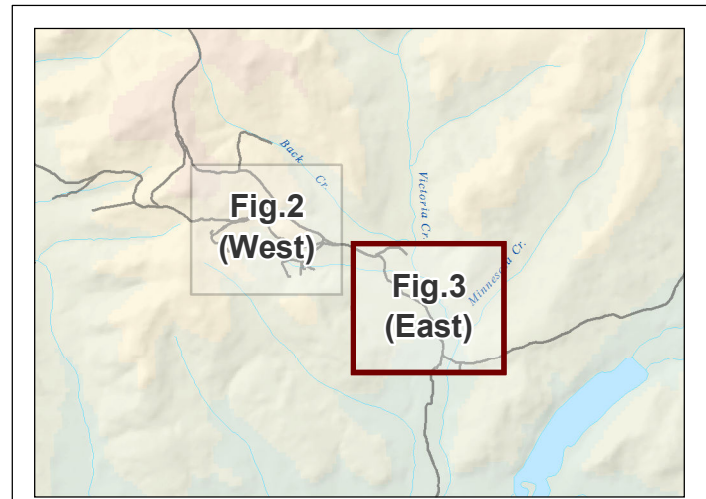 Back Cr.
Victoria Cr.
Fig.2
(West)
Minnesota Cr.
Fig.3
(East)